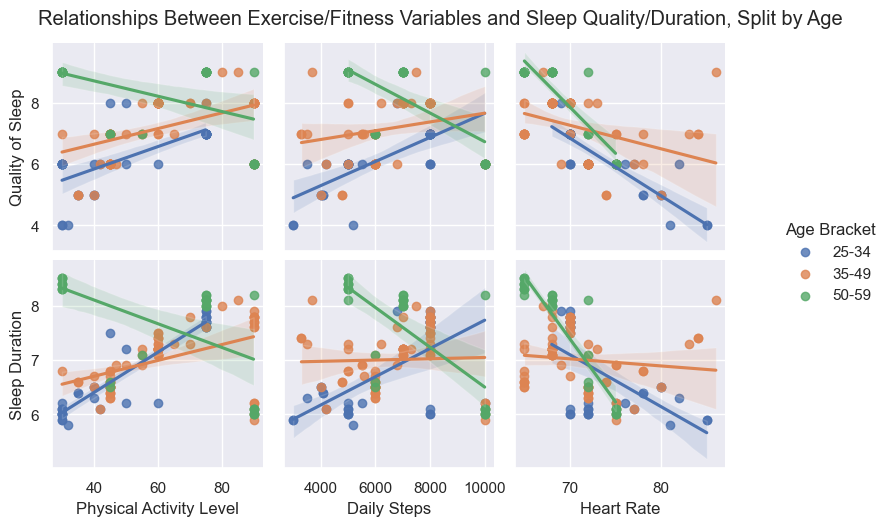 Relationships Between Exercise/Fitness Variables and Sleep Quality/Duration, Split by Age
Quality of Sleep
8
6
4
Sleep Duration
8
7
6
40 80
Physical Activity Level
4000 6000 8000 10000
Daily Steps
70 80
Heart Rate
Age Bracket
25-34
35-49
50-59